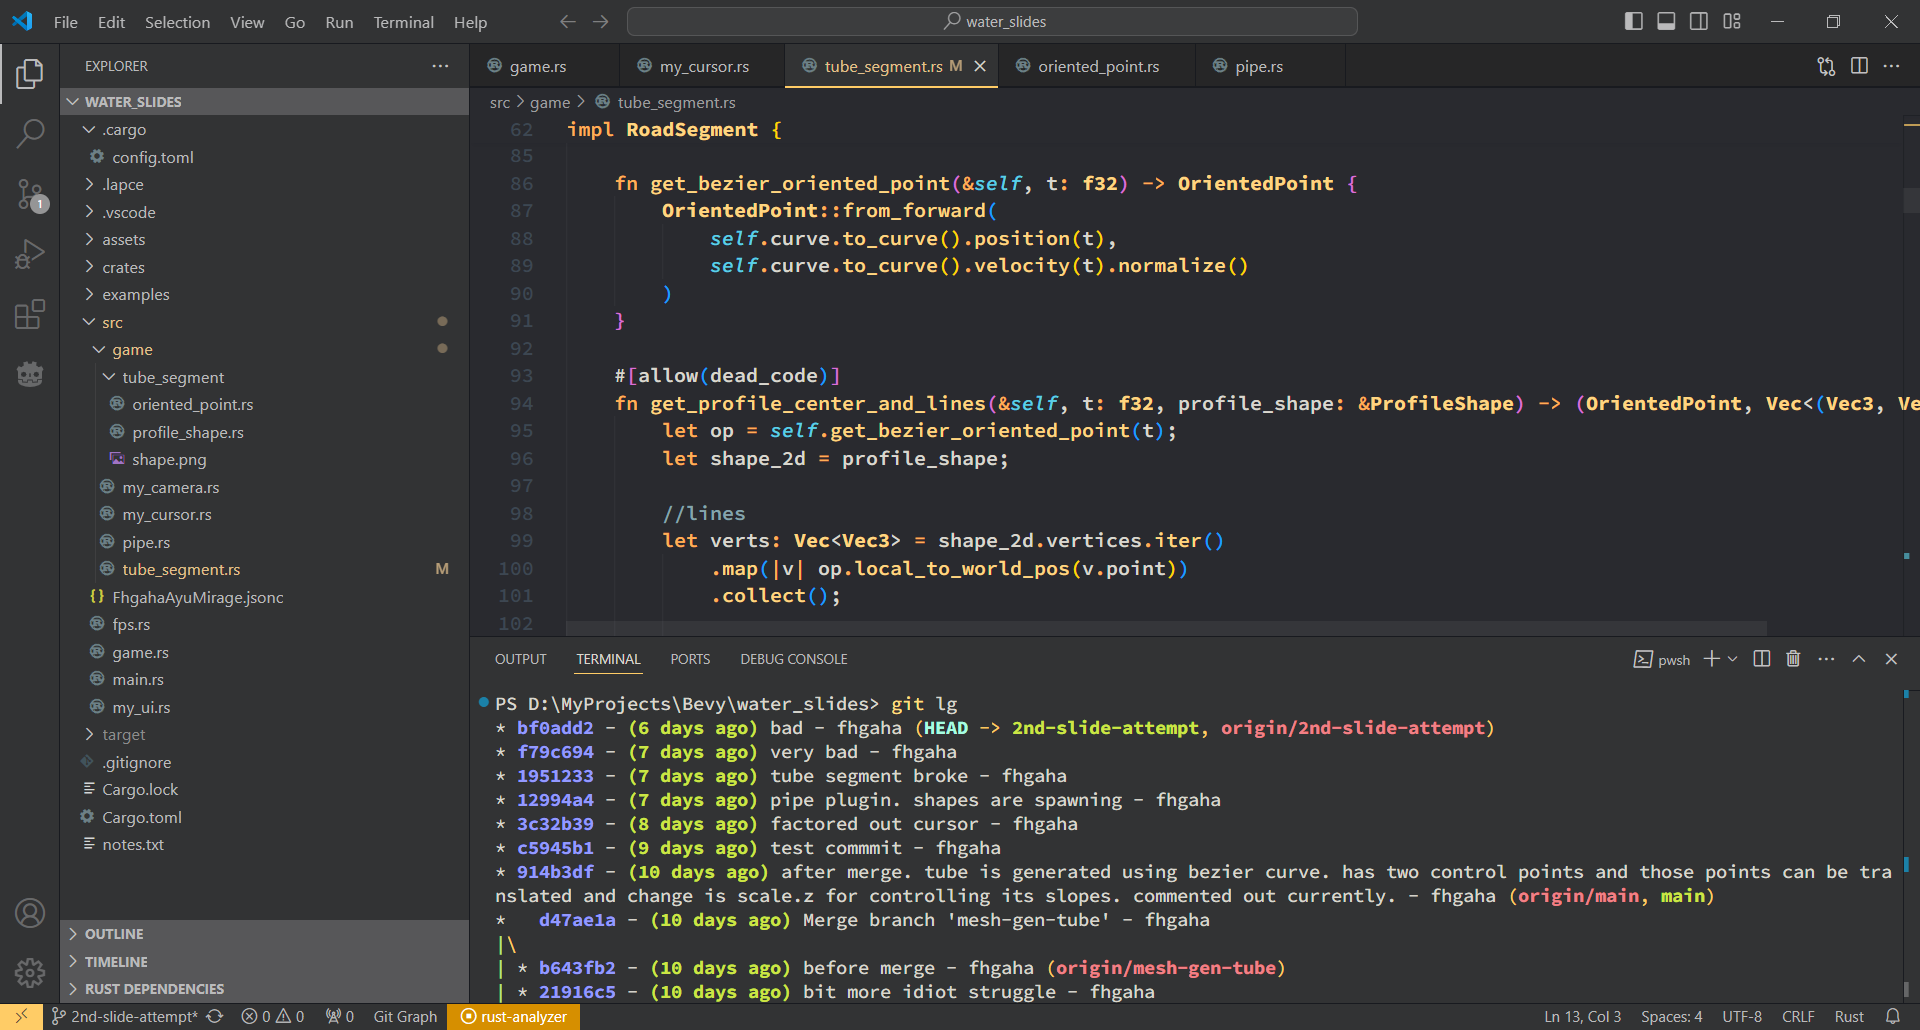 File Edit Selection View Go Run Terminal Help
water_slides
EXPLORER
WATER_SLIDES
.cargo
config.toml
.lapce
.vscode
assets
crates
examples
src
game
tube_segment
oriented_point.rs
profile_shape.rs
shape.png
my_camera.rs
my_cursor.rs
pipe.rs
tube_segment.rs M
FhgahaAyuMirage.jsonc
fps.rs
game.rs
main.rs
my_ui.rs
target
.gitignore
Cargo.lock
Cargo.toml
notes.txt
OUTLINE
TIMELINE
RUST DEPENDENCIES
1
game.rs my_cursor.rs tube_segment.rs M oriented_point.rs pipe.rs
src > game > tube_segment.rs
62 impl RoadSegment {
85
86 fn get_bezier_oriented_point(&self, t: f32) -> OrientedPoint {
87 OrientedPoint::from_forward(
88 self.curve.to_curve().position(t),
89 self.curve.to_curve().velocity(t).normalize()
90 )
91 }
92
93 #[allow(dead_code)]
94 fn get_profile_center_and_lines(&self, t: f32, profile_shape: &ProfileShape) -> (OrientedPoint, Vec<(Vec3, Ve
95 let op = self.get_bezier_oriented_point(t);
96 let shape_2d = profile_shape;
97
98 //lines
99 let verts: Vec<Vec3> = shape_2d.vertices.iter()
100 .map(|v| op.local_to_world_pos(v.point))
101 .collect();
102
OUTPUT TERMINAL PORTS DEBUG CONSOLE
pwsh
PS D:\MyProjects\Bevy\water_slides> git lg
* bf0add2 - (6 days ago) bad - fhgaha (HEAD -> 2nd-slide-attempt, origin/2nd-slide-attempt)
* f79c694 - (7 days ago) very bad - fhgaha
* 1951233 - (7 days ago) tube segment broke - fhgaha
* 12994a4 - (7 days ago) pipe plugin. shapes are spawning - fhgaha
* 3c32b39 - (8 days ago) factored out cursor - fhgaha
* c5945b1 - (9 days ago) test commmit - fhgaha
* 914b3df - (10 days ago) after merge. tube is generated using bezier curve. has two control points and those points can be tra
nslated and change is scale.z for controlling its slopes. commented out currently. - fhgaha (origin/main, main)
*   d47ae1a - (10 days ago) Merge branch 'mesh-gen-tube' - fhgaha
|\
| * b643fb2 - (10 days ago) before merge - fhgaha (origin/mesh-gen-tube)
| * 21916c5 - (10 days ago) bit more idiot struggle - fhgaha
2nd-slide-attempt* 0 0 0 Git Graph rust-analyzer Ln 13, Col 3 Spaces: 4 UTF-8 CRLF Rust